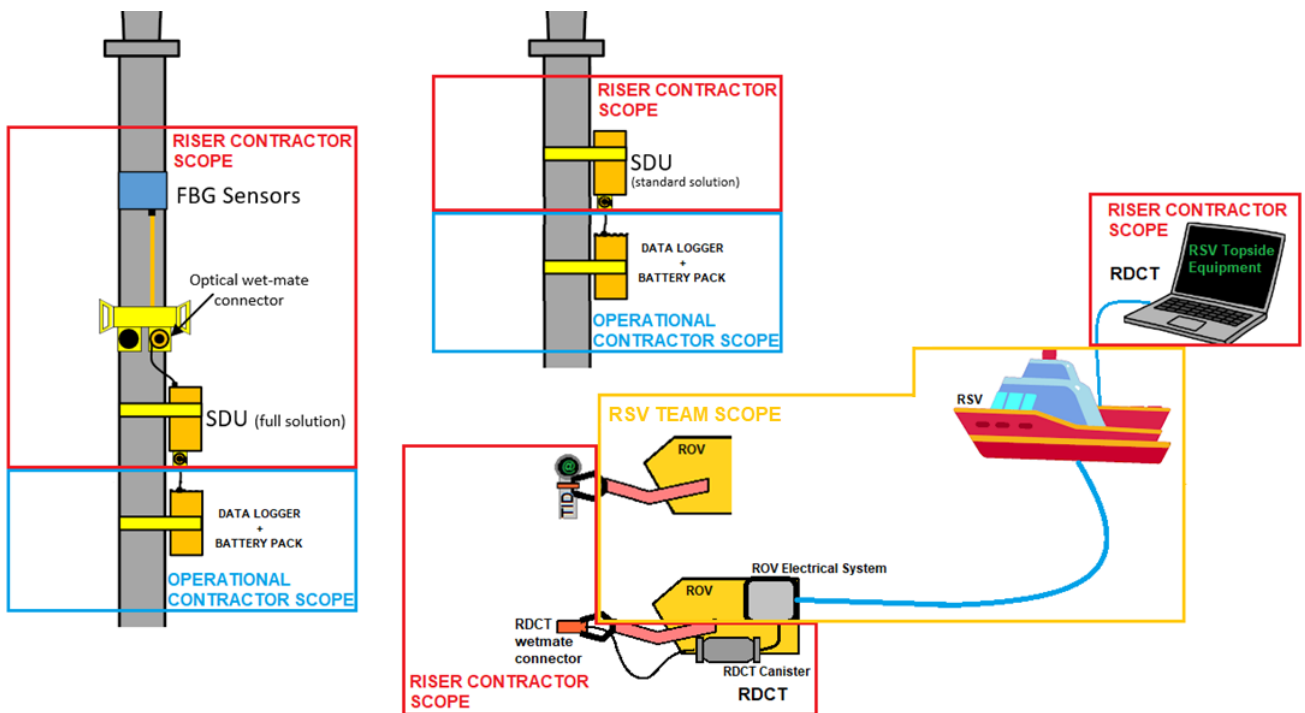 RISER CONTRACTOR
SCOPE
FBG Sensors
Optical wet-mate
connector
SDU (full solution)
DATA LOGGER
+
BATTERY PACK
OPERATIONAL
CONTRACTOR SCOPE
RISER CONTRACTOR
SCOPE
SDU
(standard solution)
DATA LOGGER
+
BATTERY PACK
OPERATIONAL
CONTRACTOR SCOPE
RISER CONTRACTOR
SCOPE
RDCT
RSV Topside
Equipment
RSV TEAM SCOPE
RSV
ROV
TID
ROV Electrical System
ROV
RDCT
wetmate
connector
RDCT Canister
RDCT
RISER CONTRACTOR
SCOPE